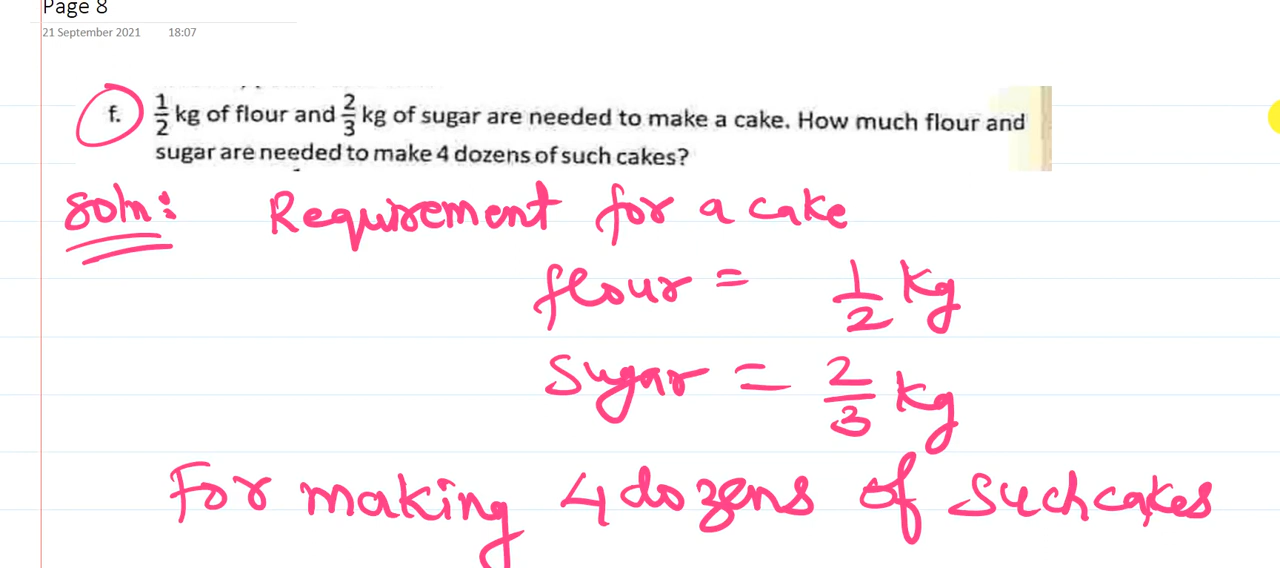 Page 8
21 September 2021 18:07
f. 1/2 kg of flour and 2/3 kg of sugar are needed to make a cake. How much flour and
sugar are needed to make 4 dozens of such cakes?
Soln: Requirement for a cake
flour = 1/2 kg
Sugar = 2/3 kg
For making 4 dozens of such cakes